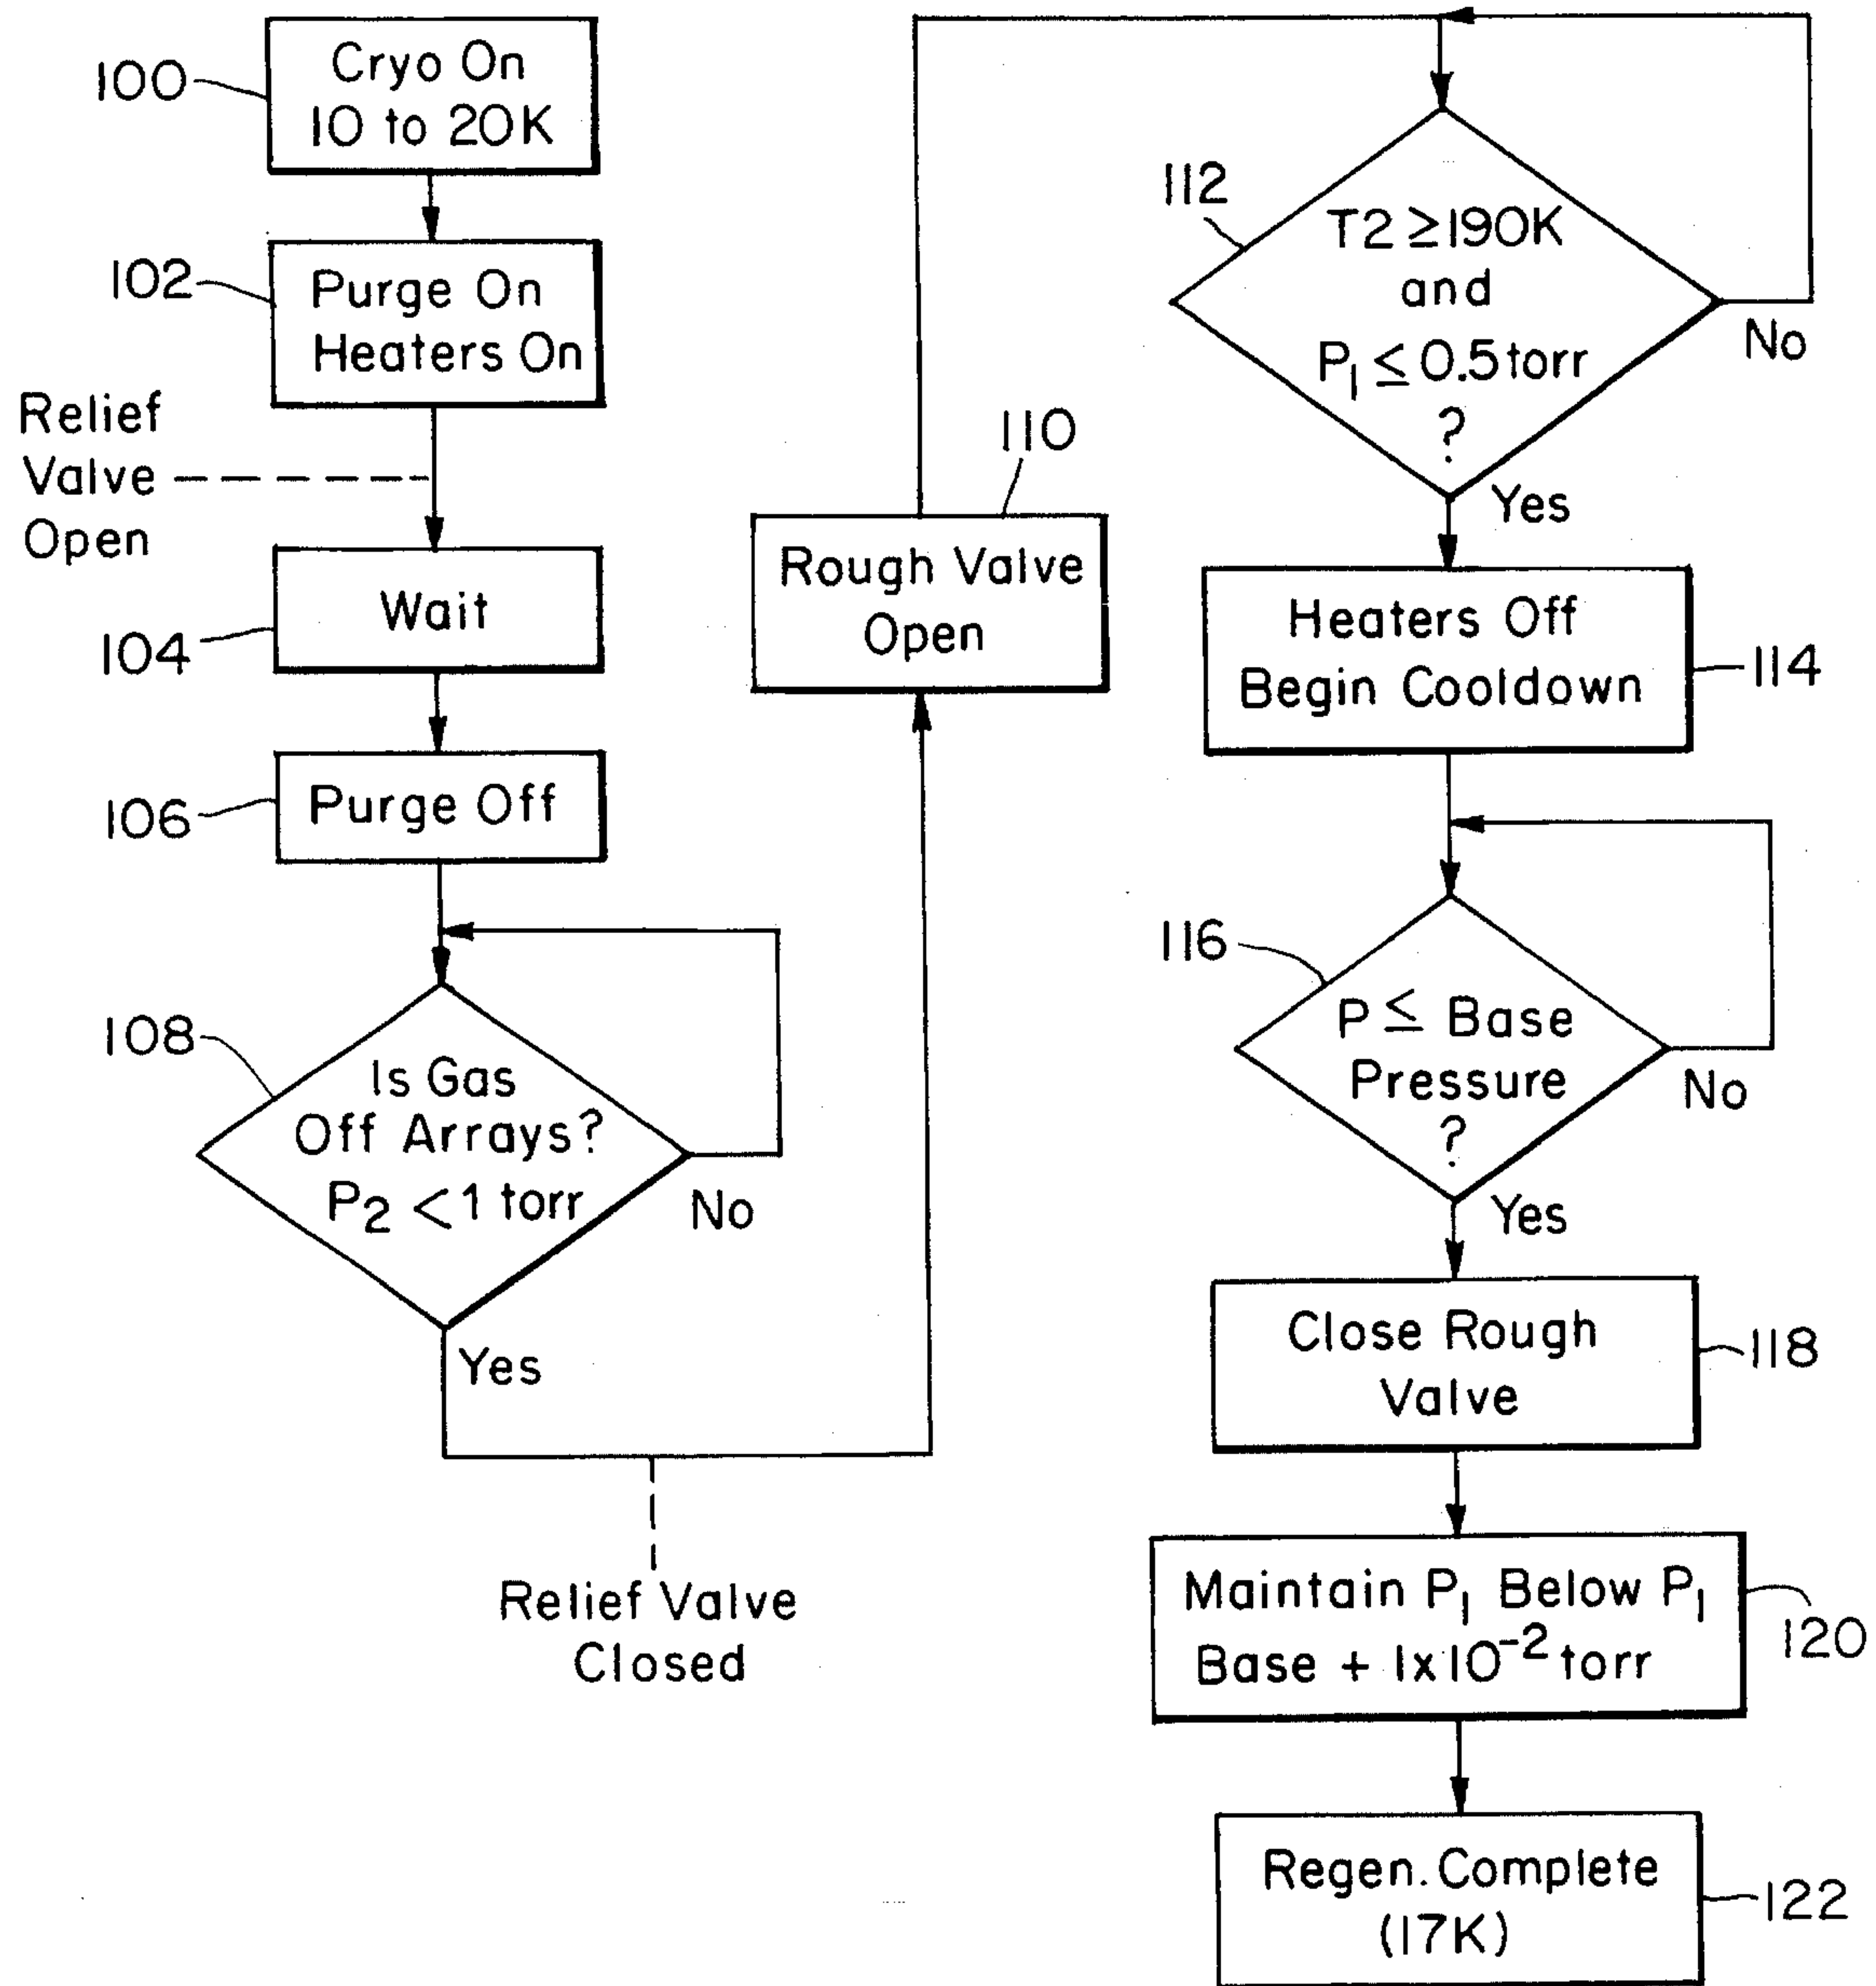 100
Cryo On
10 to 20K
102
Purge On
Heaters On
Relief
Valve
Open
104
Wait
106
Purge Off
108
Is Gas
Off Arrays?
P2 < 1 torr
No
Yes
Relief Valve
Closed
110
Rough Valve
Open
112
T2 ≥ 190K
and
P1 ≤ 0.5 torr
?
No
Yes
Heaters Off
Begin Cooldown
114
116
P ≤ Base
Pressure
?
No
Yes
Close Rough
Valve
118
Maintain P1 Below P1
Base + 1x10⁻² torr
120
Regen. Complete
(17K)
122